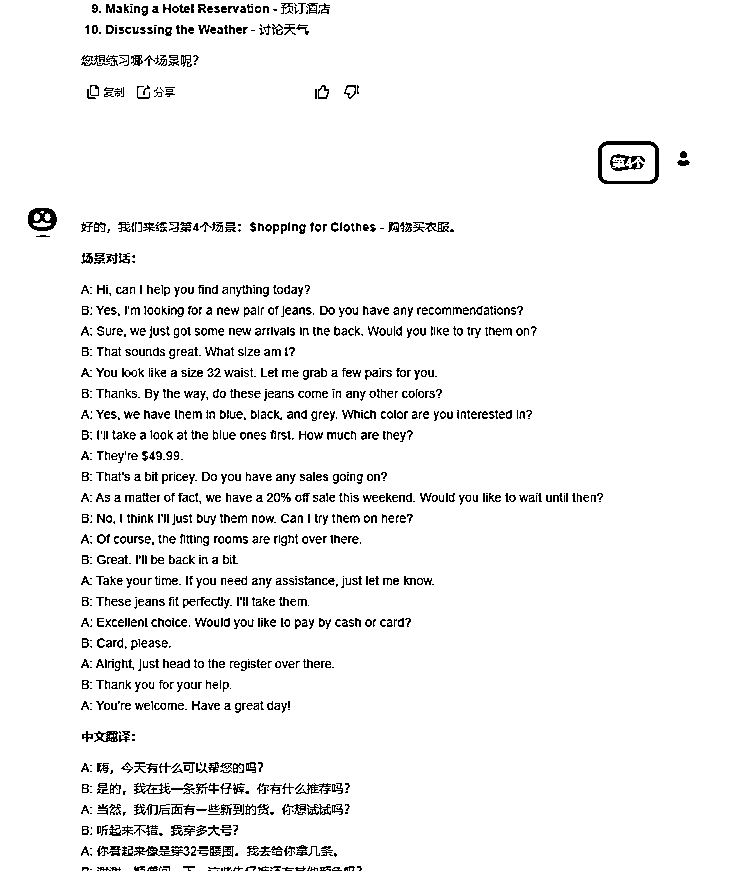 9. Making a Hotel Reservation - 预订酒店
10. Discussing the Weather - 讨论天气
您想练习哪个场景呢？
复制 分享
第4个
好的，我们来练习第4个场景：Shopping for Clothes - 购物买衣服。
场景对话：
A: Hi, can I help you find anything today?
B: Yes, I'm looking for a new pair of jeans. Do you have any recommendations?
A: Sure, we just got some new arrivals in the back. Would you like to try them on?
B: That sounds great. What size am I?
A: You look like a size 32 waist. Let me grab a few pairs for you.
B: Thanks. By the way, do these jeans come in any other colors?
A: Yes, we have them in blue, black, and grey. Which color are you interested in?
B: I'll take a look at the blue ones first. How much are they?
A: They're $49.99.
B: That's a bit pricey. Do you have any sales going on?
A: As a matter of fact, we have a 20% off sale this weekend. Would you like to wait until then?
B: No, I think I'll just buy them now. Can I try them on here?
A: Of course, the fitting rooms are right over there.
B: Great. I'll be back in a bit.
A: Take your time. If you need any assistance, just let me know.
B: These jeans fit perfectly. I'll take them.
A: Excellent choice. Would you like to pay by cash or card?
B: Card, please.
A: Alright, just head to the register over there.
B: Thank you for your help.
A: You're welcome. Have a great day!
中文翻译：
A: 嗨，今天有什么可以帮您的吗？
B: 是的，我在找一条新牛仔裤。你有什么推荐吗？
A: 当然，我们后面有一些新到的货。你想试试吗？
B: 听起来不错。我穿多大号？
A: 你看起来像是穿32号腰围。我去给你拿几条。